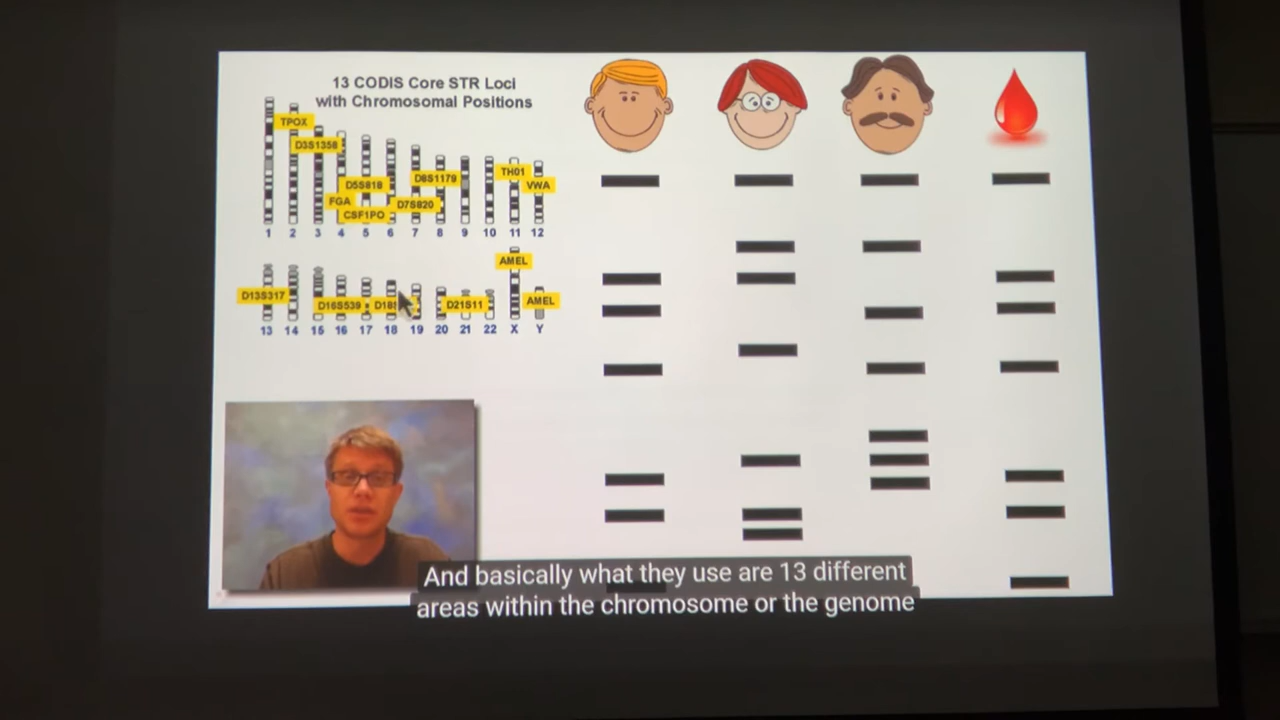 13 CODIS Core STR Loci
with Chromosomal Positions
TPOX
D3S1358
TH01
D8S1179
D5S818
VWA
FGA
D7S820
CSF1PO
1 2 3 4 5 6 7 8 9 10 11 12
AMEL
D13S317
AMEL
D16S539
D18S
D21S11
13 14 15 16 17 18 19 20 21 22 X Y
And basically what they use are 13 different
areas within the chromosome or the genome